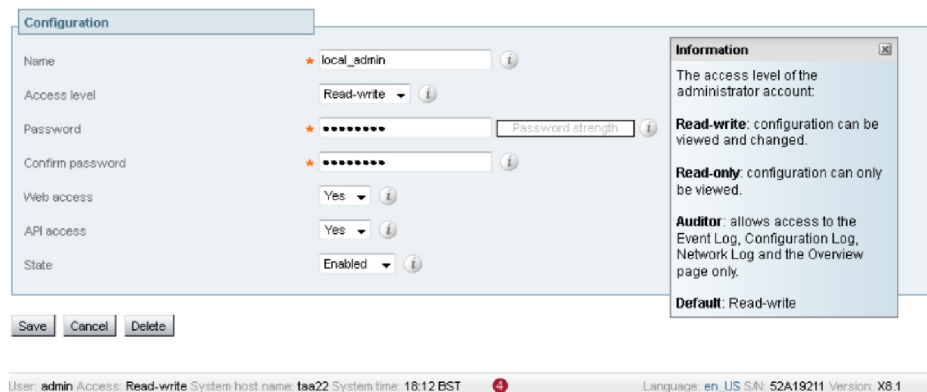 Configuration
Name * local_admin i
Access level Read-write i
Password * •••••••• Password strength i
Confirm password * •••••••• i
Web access Yes i
API access Yes i
State Enabled i
Information
The access level of the
administrator account:
Read-write: configuration can be
viewed and changed.
Read-only: configuration can only
be viewed.
Auditor: allows access to the
Event Log, Configuration Log,
Network Log and the Overview
page only.
Default: Read-write
Save Cancel Delete
User: admin Access: Read-write System host name: taa22 System time: 18:12 BST 4 Language: en_US S/N: 52A19211 Version: X8.1